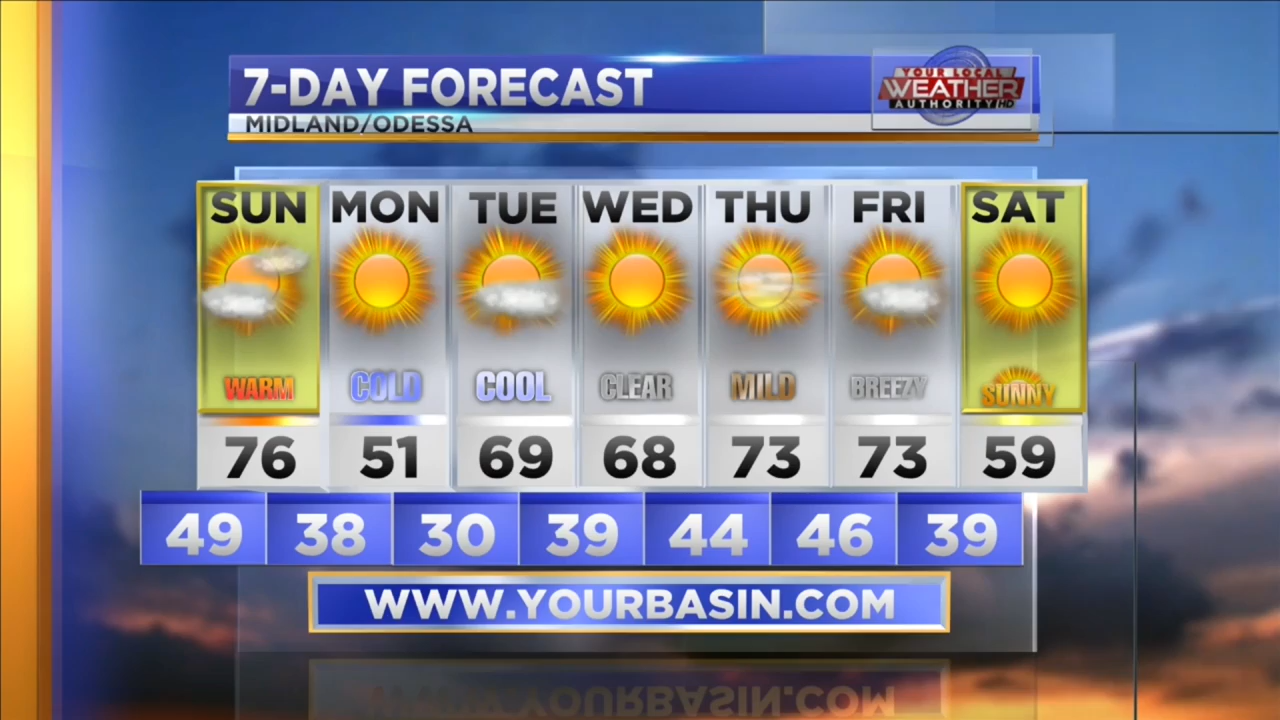 7-DAY FORECAST
MIDLAND/ODESSA
YOUR LOCAL
WEATHER
AUTHORITY HD
SUN MON TUE WED THU FRI SAT
WARM COLD COOL CLEAR MILD BREEZY SUNNY
76 51 69 68 73 73 59
49 38 30 39 44 46 39
WWW.YOURBASIN.COM